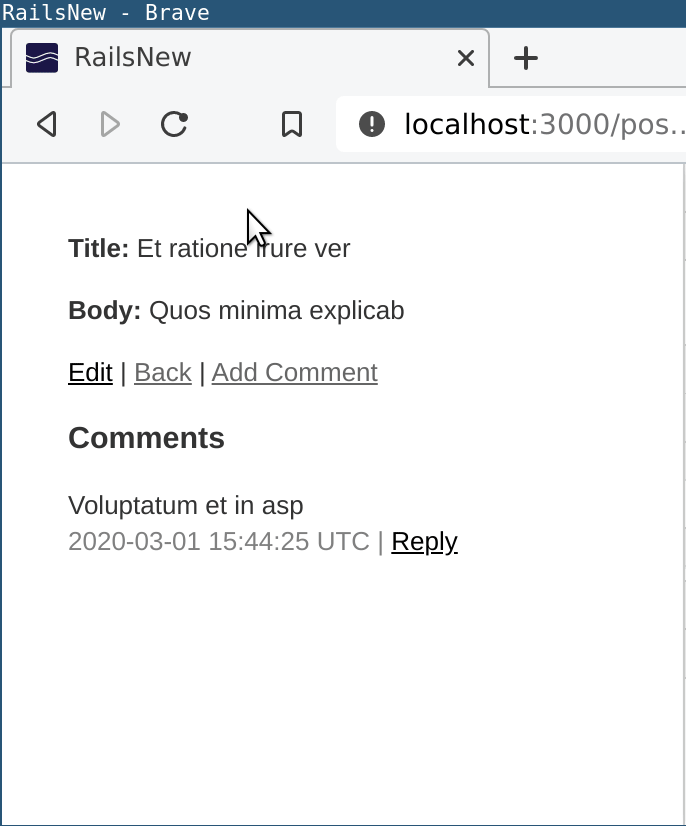 RailsNew - Brave
RailsNew
localhost:3000/pos...
Title: Et ratione irure ver
Body: Quos minima explicab
Edit | Back | Add Comment
Comments
Voluptatum et in asp
2020-03-01 15:44:25 UTC | Reply